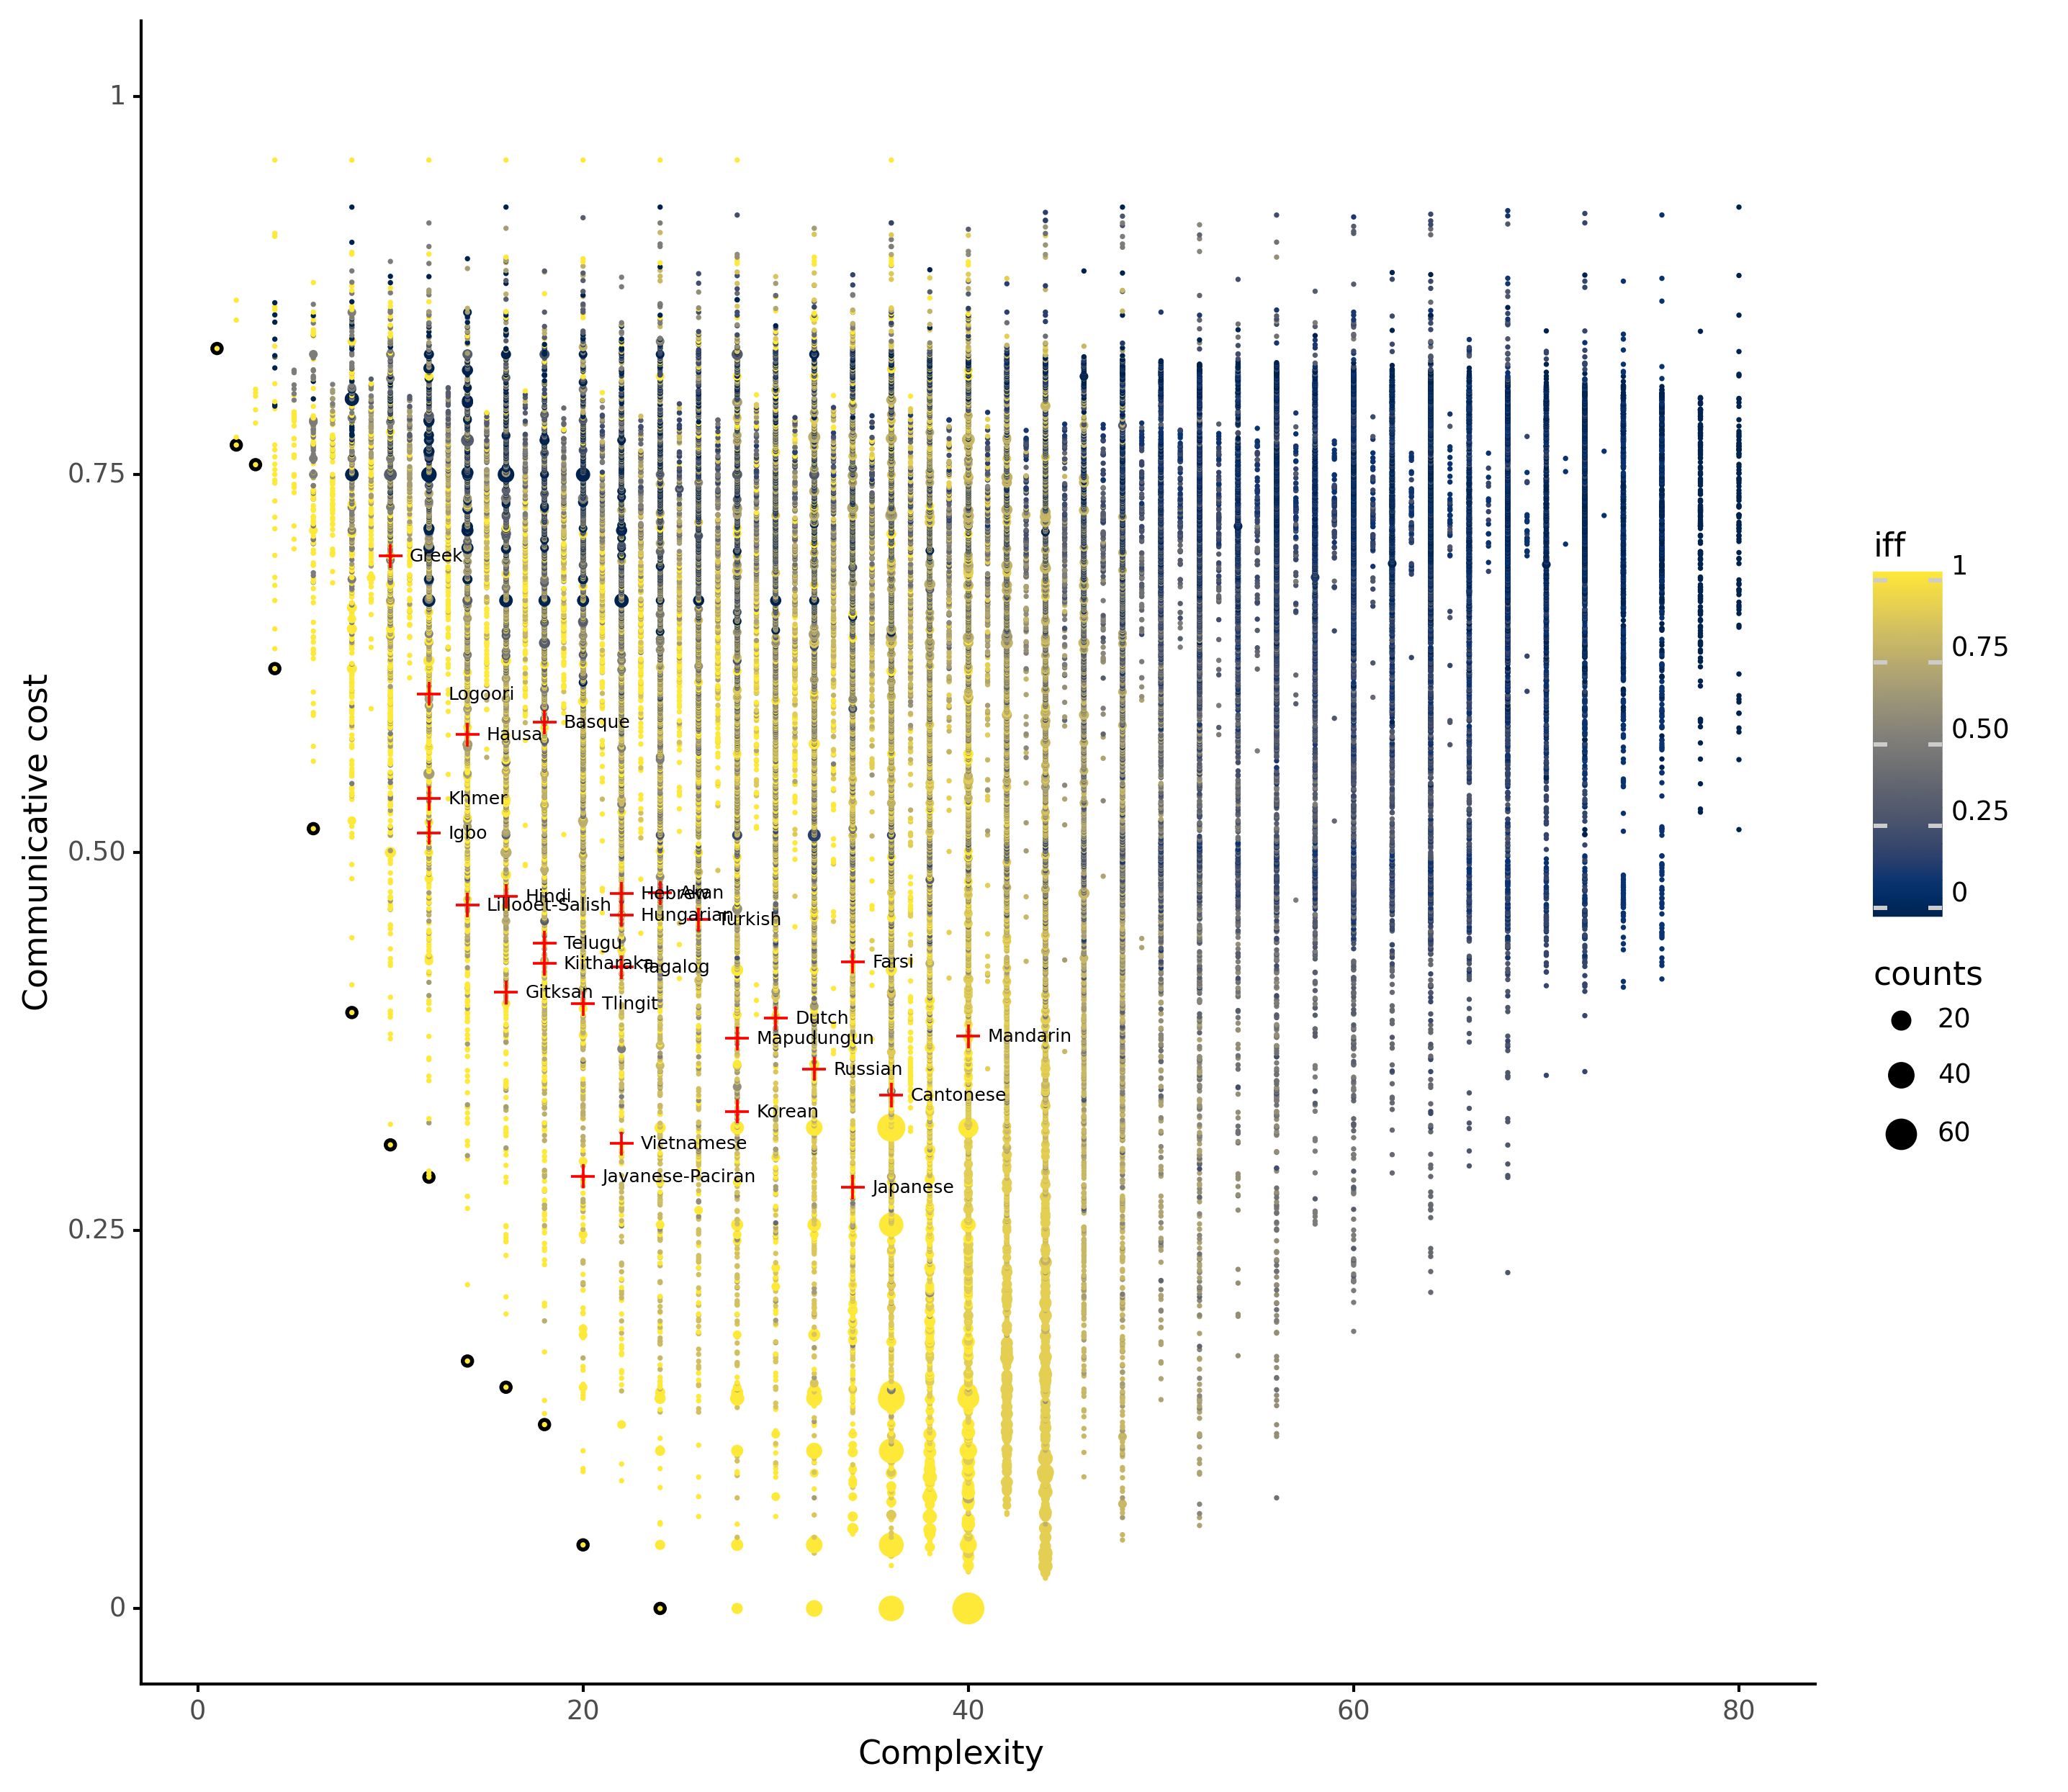 1
0.75
0.50
0.25
0
Communicative cost
0
20
40
60
80
Complexity
Greek
Logoori
Basque
Hausa
Khmer
Igbo
Hindi
Hebrew
Akan
Lillooet-Salish
Hungarian
Turkish
Telugu
Kiitharaka
Tagalog
Farsi
Gitksan
Tlingit
Dutch
Mapudungun
Mandarin
Russian
Cantonese
Korean
Vietnamese
Javanese-Paciran
Japanese
iff
1
0.75
0.50
0.25
0
counts
20
40
60